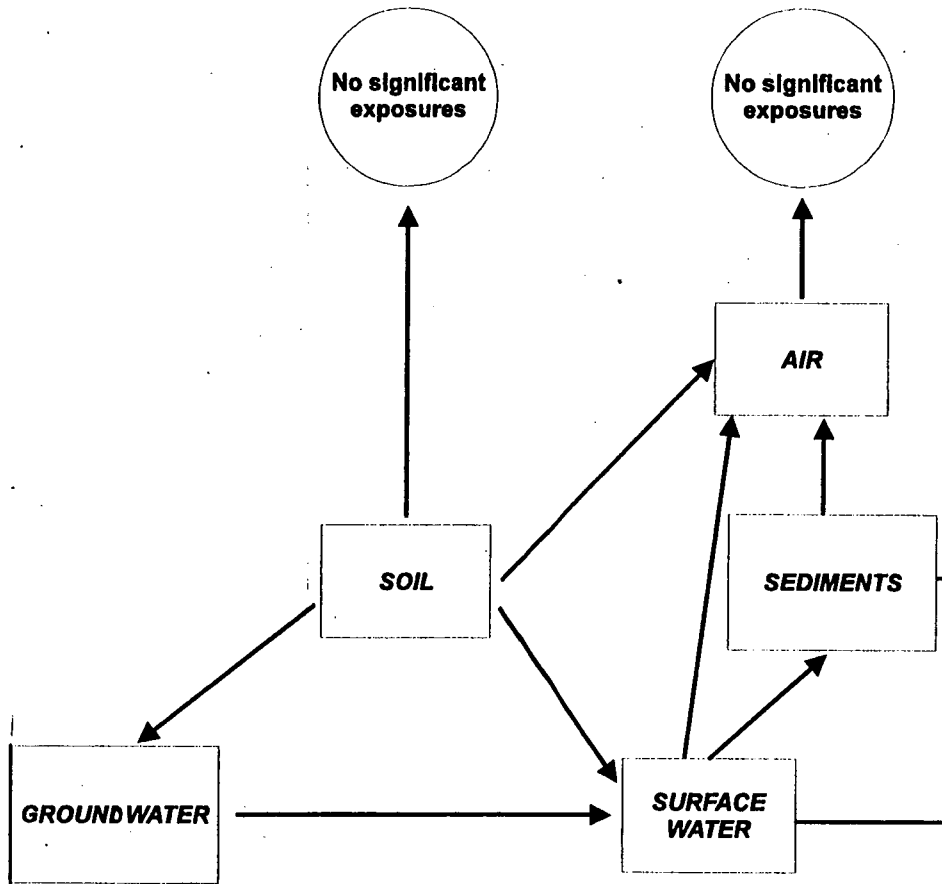 No significant
exposures
No significant
exposures
AIR
SOIL
SEDIMENTS
GROUNDWATER
SURFACE
WATER